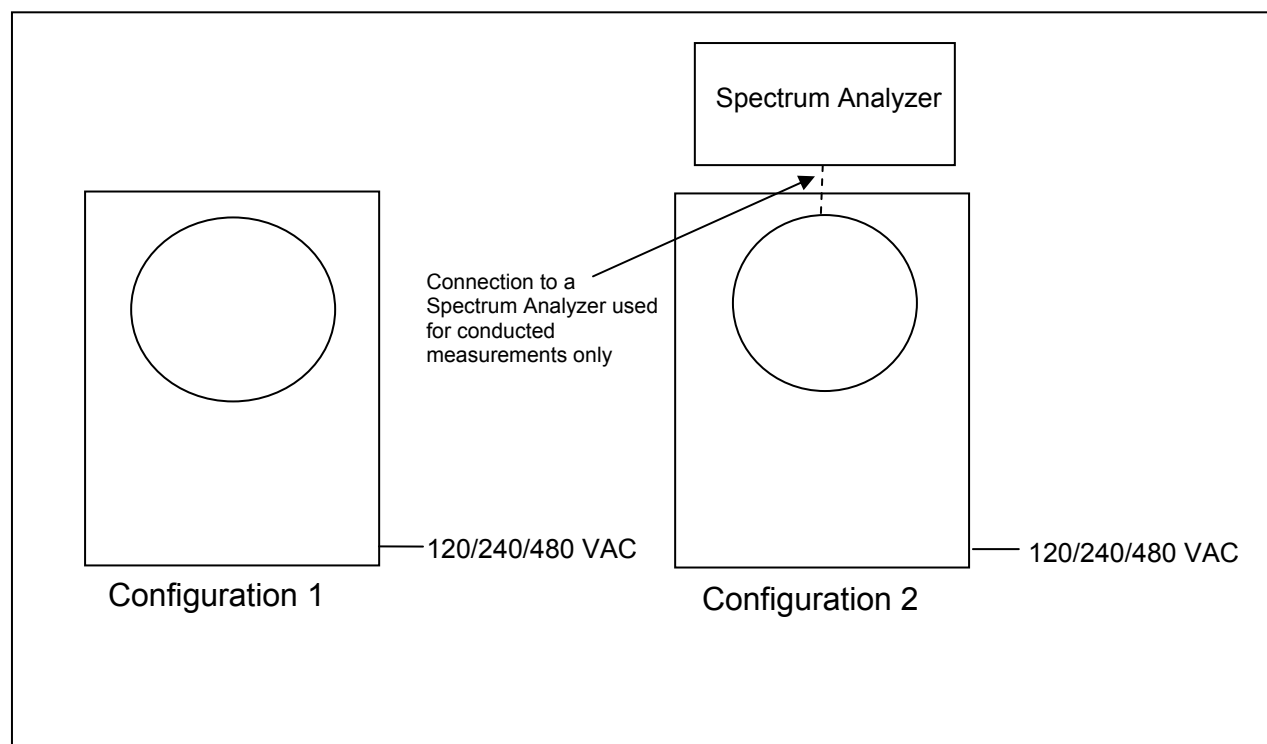 Spectrum Analyzer
Connection to a
Spectrum Analyzer used
for conducted
measurements only
120/240/480 VAC
120/240/480 VAC
Configuration 1
Configuration 2